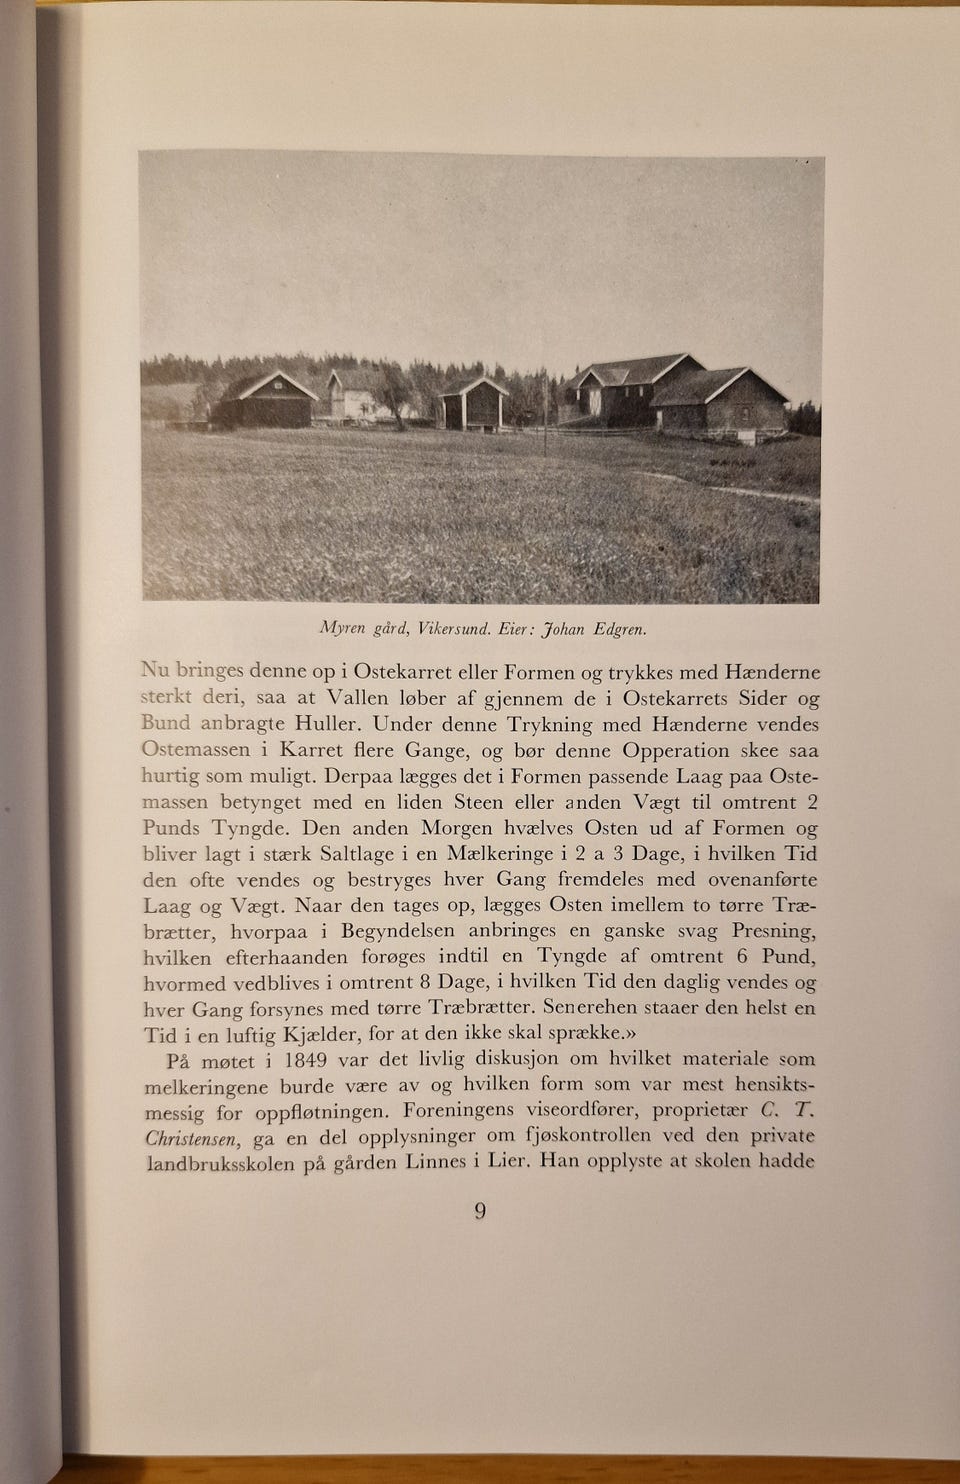 Myren gård, Vikersund. Eier: Johan Edgren.
Nu bringes denne op i Ostekarret eller Formen og trykkes med Hænderne
sterkt deri, saa at Vallen løber af gjennem de i Ostekarrets Sider og
Bund anbragte Huller. Under denne Trykning med Hænderne vendes
Ostemassen i Karret flere Gange, og bør denne Opperation skee saa
hurtig som muligt. Derpaa lægges det i Formen passende Laag paa Oste-
massen betynget med en liden Steen eller anden Vægt til omtrent 2
Punds Tyngde. Den anden Morgen hvælves Osten ud af Formen og
bliver lagt i stærk Saltlage i en Mælkeringe i 2 a 3 Dage, i hvilken Tid
den ofte vendes og bestryges hver Gang fremdeles med ovenanførte
Laag og Vægt. Naar den tages op, lægges Osten imellem to tørre Træ-
brætter, hvorpaa i Begyndelsen anbringes en ganske svag Presning,
hvilken efterhaanden forøges indtil en Tyngde af omtrent 6 Pund,
hvormed vedblives i omtrent 8 Dage, i hvilken Tid den daglig vendes og
hver Gang forsynes med tørre Træbrætter. Senerehen staaer den helst en
Tid i en luftig Kjælder, for at den ikke skal sprække.»
På møtet i 1849 var det livlig diskusjon om hvilket materiale som
melkeringene burde være av og hvilken form som var mest hensikts-
messig for oppfløtningen. Foreningens viseordfører, proprietær C. T.
Christensen, ga en del opplysninger om fjøskontrollen ved den private
landbruksskolen på gården Linnes i Lier. Han opplyste at skolen hadde
9